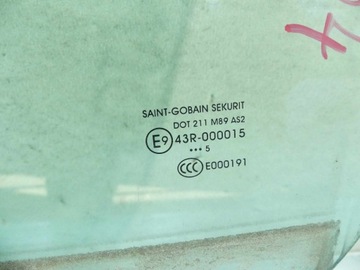 SAINT-GOBAIN SEKURIT
DOT 211 M89 AS2
E9 43R-000015
••• 5
CCC E000191